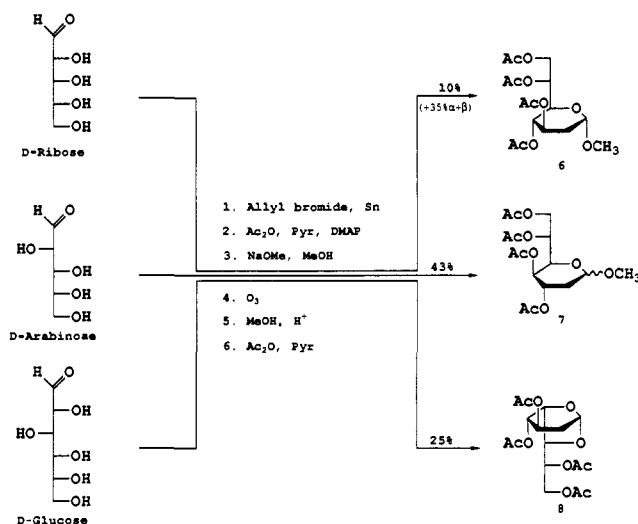 H O
OH
OH
OH
OH
D-Ribose
H O
HO
OH
OH
OH
D-Arabinose
H O
OH
HO
OH
OH
OH
D-Glucose
1. Allyl bromide, Sn
2. Ac₂O, Pyr, DMAP
3. NaOMe, MeOH
4. O₃
5. MeOH, H⁺
6. Ac₂O, Pyr
10%
(+35%α+β)
43%
25%
AcO
AcO
AcO O
AcO
OCH₃
6
AcO
AcO
AcO O
OCH₃
AcO
7
AcO O
AcO O
OAc
AcO
8